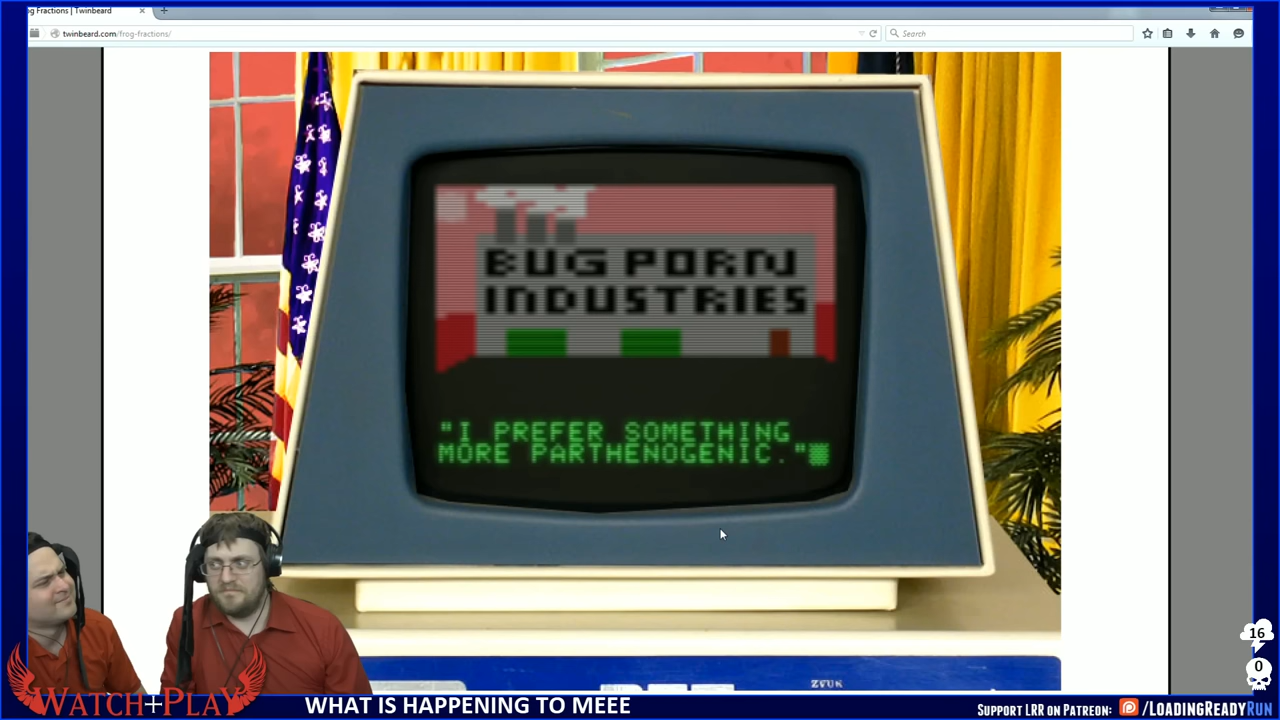 og Fractions | Twinbeard
twinbeard.com/frog-fractions/
Search
BUG PORN
INDUSTRIES
"I PREFER SOMETHING
MORE PARTHENOGENIC."
16
0
WATCH+PLAY
WHAT IS HAPPENING TO MEEE
SUPPORT LRR ON PATREON: /LOADINGREADYRUN